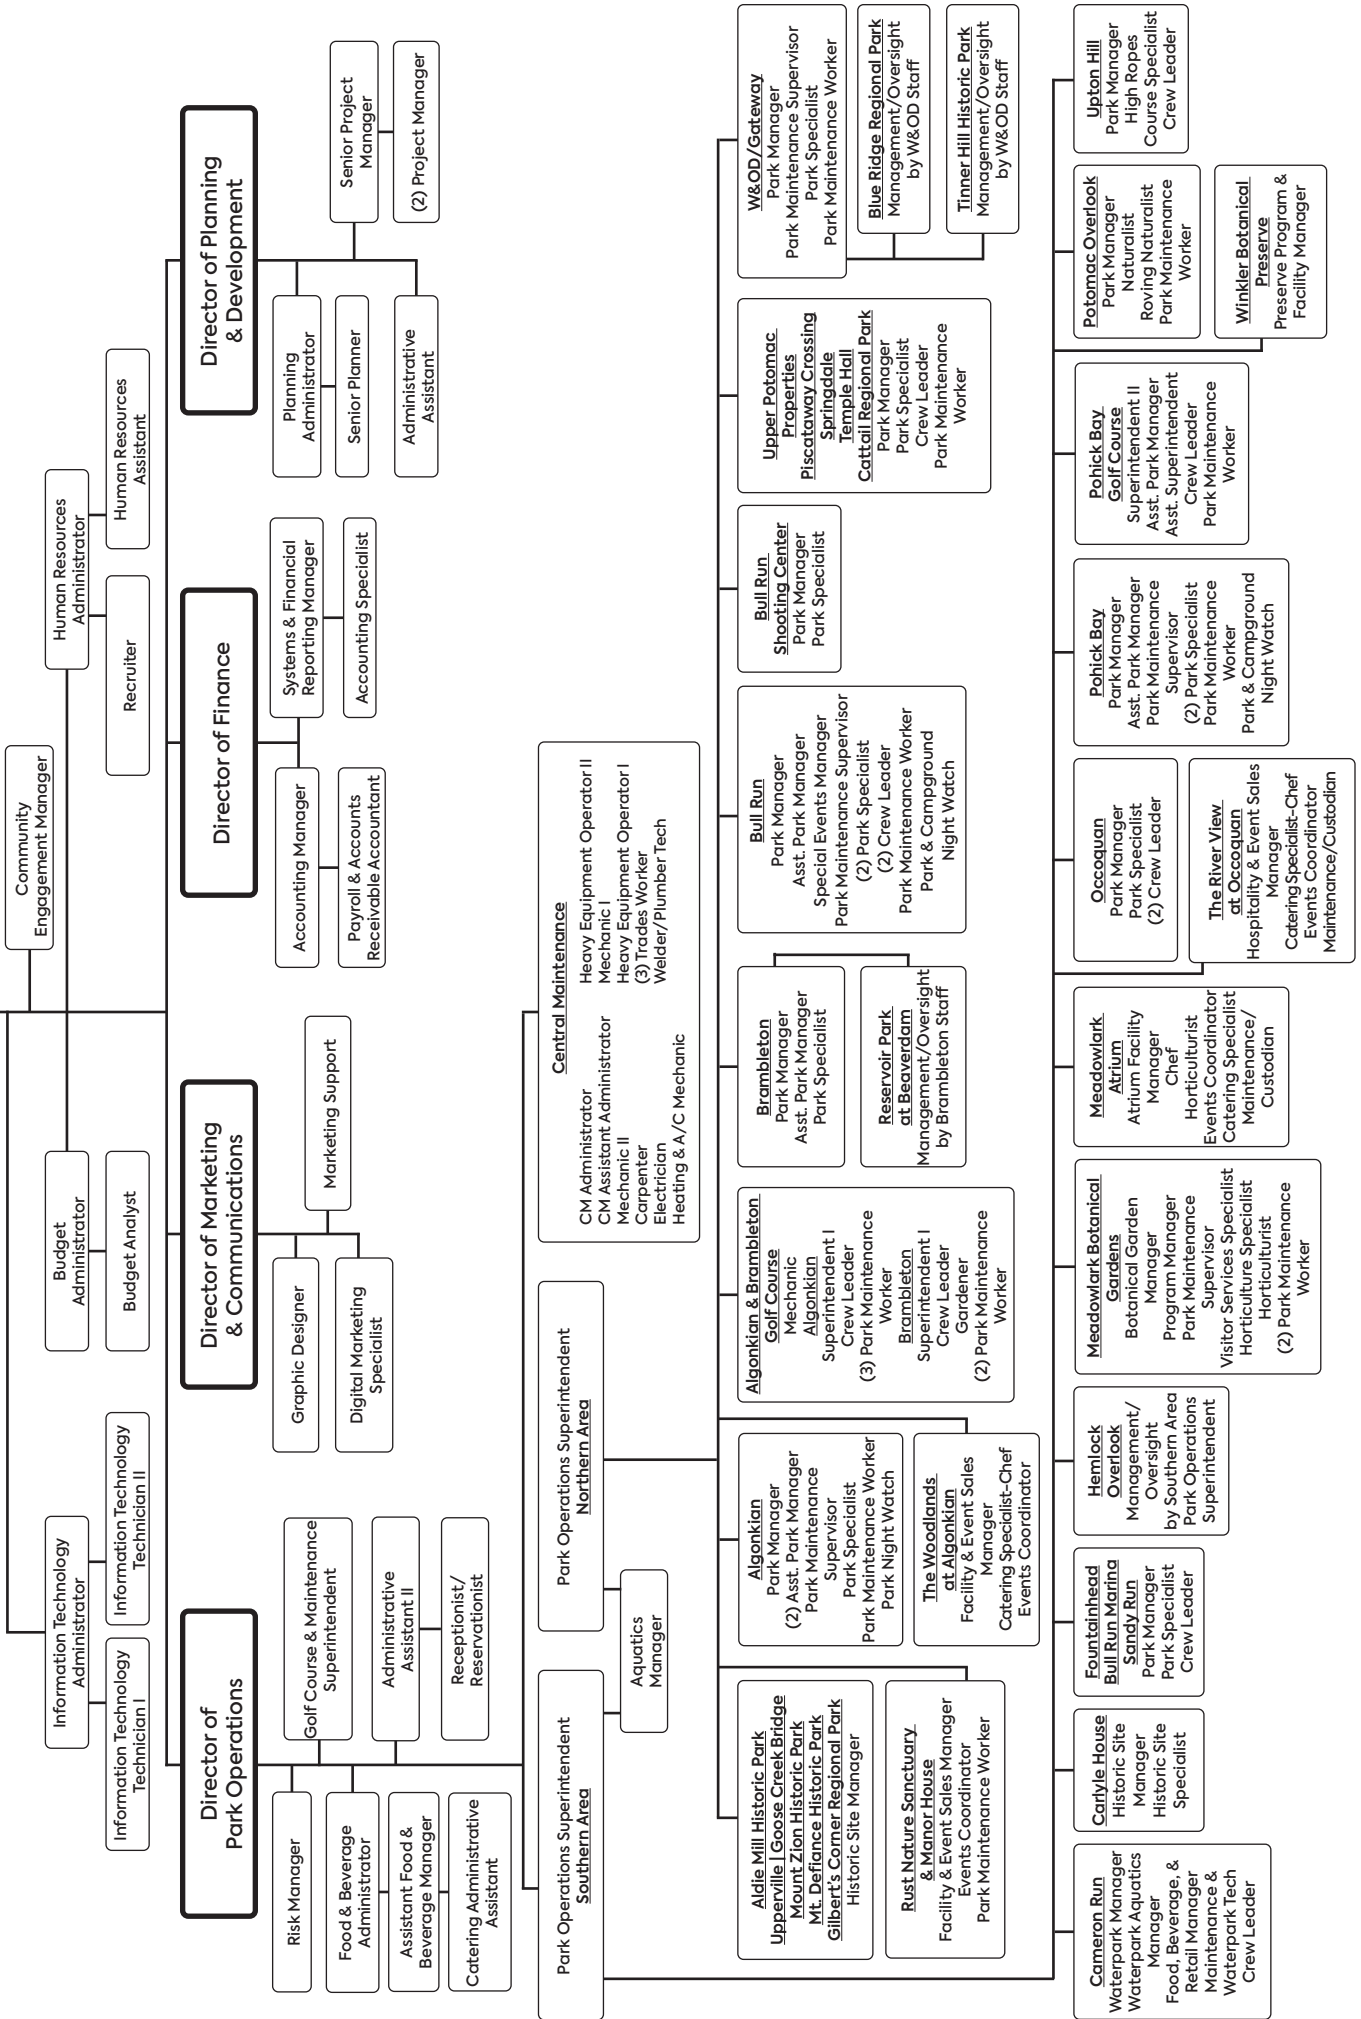 Community
Engagement Manager
Information Technology
Administrator
Information Technology
Technician I
Information Technology
Technician II
Budget
Administrator
Budget Analyst
Human Resources
Administrator
Recruiter
Human Resources
Assistant
Director of
Park Operations
Risk Manager
Food & Beverage
Administrator
Assistant Food &
Beverage Manager
Catering Administrative
Assistant
Golf Course & Maintenance
Superintendent
Administrative
Assistant II
Receptionist/
Reservationist
Director of Marketing
& Communications
Graphic Designer
Digital Marketing
Specialist
Marketing Support
Director of Finance
Accounting Manager
Payroll & Accounts
Receivable Accountant
Systems & Financial
Reporting Manager
Accounting Specialist
Director of Planning
& Development
Planning
Administrator
Senior Planner
Administrative
Assistant
Senior Project
Manager
(2) Project Manager
Park Operations Superintendent
Southern Area
Park Operations Superintendent
Northern Area
Aquatics
Manager
Central Maintenance
CM Administrator
CM Assistant Administrator
Mechanic II
Carpenter
Electrician
Heating & A/C Mechanic
Heavy Equipment Operator II
Mechanic I
Heavy Equipment Operator I
(3) Trades Worker
Welder/Plumber Tech
Aldie Mill Historic Park
Upperville | Goose Creek Bridge
Mount Zion Historic Park
Mt. Defiance Historic Park
Gilbert's Corner Regional Park
Historic Site Manager
Rust Nature Sanctuary
& Manor House
Facility & Event Sales Manager
Events Coordinator
Park Maintenance Worker
Algonkian
Park Manager
(2) Asst. Park Manager
Park Maintenance
Supervisor
Park Specialist
Park Maintenance Worker
Park Night Watch
The Woodlands
at Algonkian
Facility & Event Sales
Manager
Catering Specialist-Chef
Events Coordinator
Algonkian & Brambleton
Golf Course
Mechanic
Algonkian
Superintendent I
Crew Leader
(3) Park Maintenance
Worker
Brambleton
Superintendent I
Crew Leader
Gardener
(2) Park Maintenance
Worker
Brambleton
Park Manager
Asst. Park Manager
Park Specialist
Reservoir Park
at Beaverdam
Management/Oversight
by Brambleton Staff
Bull Run
Park Manager
Asst. Park Manager
Special Events Manager
Park Maintenance Supervisor
(2) Park Specialist
(2) Crew Leader
Park Maintenance Worker
Park & Campground
Night Watch
Bull Run
Shooting Center
Park Manager
Park Specialist
Upper Potomac
Properties
Piscataway Crossing
Springdale
Temple Hall
Cattail Regional Park
Park Manager
Park Specialist
Crew Leader
Park Maintenance
Worker
W&OD/Gateway
Park Manager
Park Maintenance Supervisor
Park Specialist
Park Maintenance Worker
Blue Ridge Regional Park
Management/Oversight
by W&OD Staff
Tinner Hill Historic Park
Management/Oversight
by W&OD Staff
Cameron Run
Waterpark Manager
Waterpark Aquatics
Manager
Food, Beverage, &
Retail Manager
Maintenance &
Waterpark Tech
Crew Leader
Carlyle House
Historic Site
Manager
Historic Site
Specialist
Fountainhead
Bull Run Marina
Sandy Run
Park Manager
Park Specialist
Crew Leader
Hemlock
Overlook
Management/
Oversight
by Southern Area
Park Operations
Superintendent
Meadowlark Botanical
Gardens
Botanical Garden
Manager
Program Manager
Park Maintenance
Supervisor
Visitor Services Specialist
Horticulture Specialist
Horticulturist
(2) Park Maintenance
Worker
Meadowlark
Atrium
Atrium Facility
Manager
Chef
Horticulturist
Events Coordinator
Catering Specialist
Maintenance/
Custodian
Occoquan
Park Manager
Park Specialist
(2) Crew Leader
The River View
at Occoquan
Hospitality & Event Sales
Manager
Catering Specialist-Chef
Events Coordinator
Maintenance/Custodian
Pohick Bay
Park Manager
Asst. Park Manager
Park Maintenance
Supervisor
(2) Park Specialist
Park Maintenance
Worker
Park & Campground
Night Watch
Pohick Bay
Golf Course
Superintendent II
Asst. Park Manager
Asst. Superintendent
Crew Leader
Park Maintenance
Worker
Potomac Overlook
Park Manager
Naturalist
Roving Naturalist
Park Maintenance
Worker
Winkler Botanical
Preserve
Preserve Program &
Facility Manager
Upton Hill
Park Manager
High Ropes
Course Specialist
Crew Leader